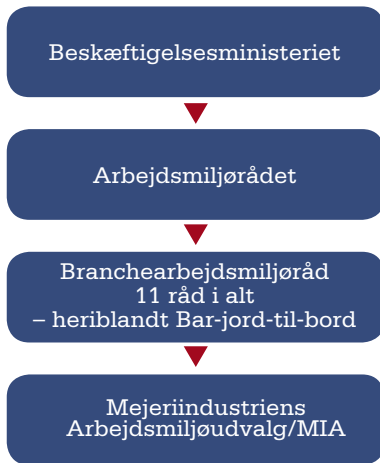 Beskæftigelsesministeriet
Arbejdsmiljørådet
Branchearbejdsmiljøråd
11 råd i alt
– heriblandt Bar-jord-til-bord
Mejeriindustriens
Arbejdsmiljøudvalg/MIA